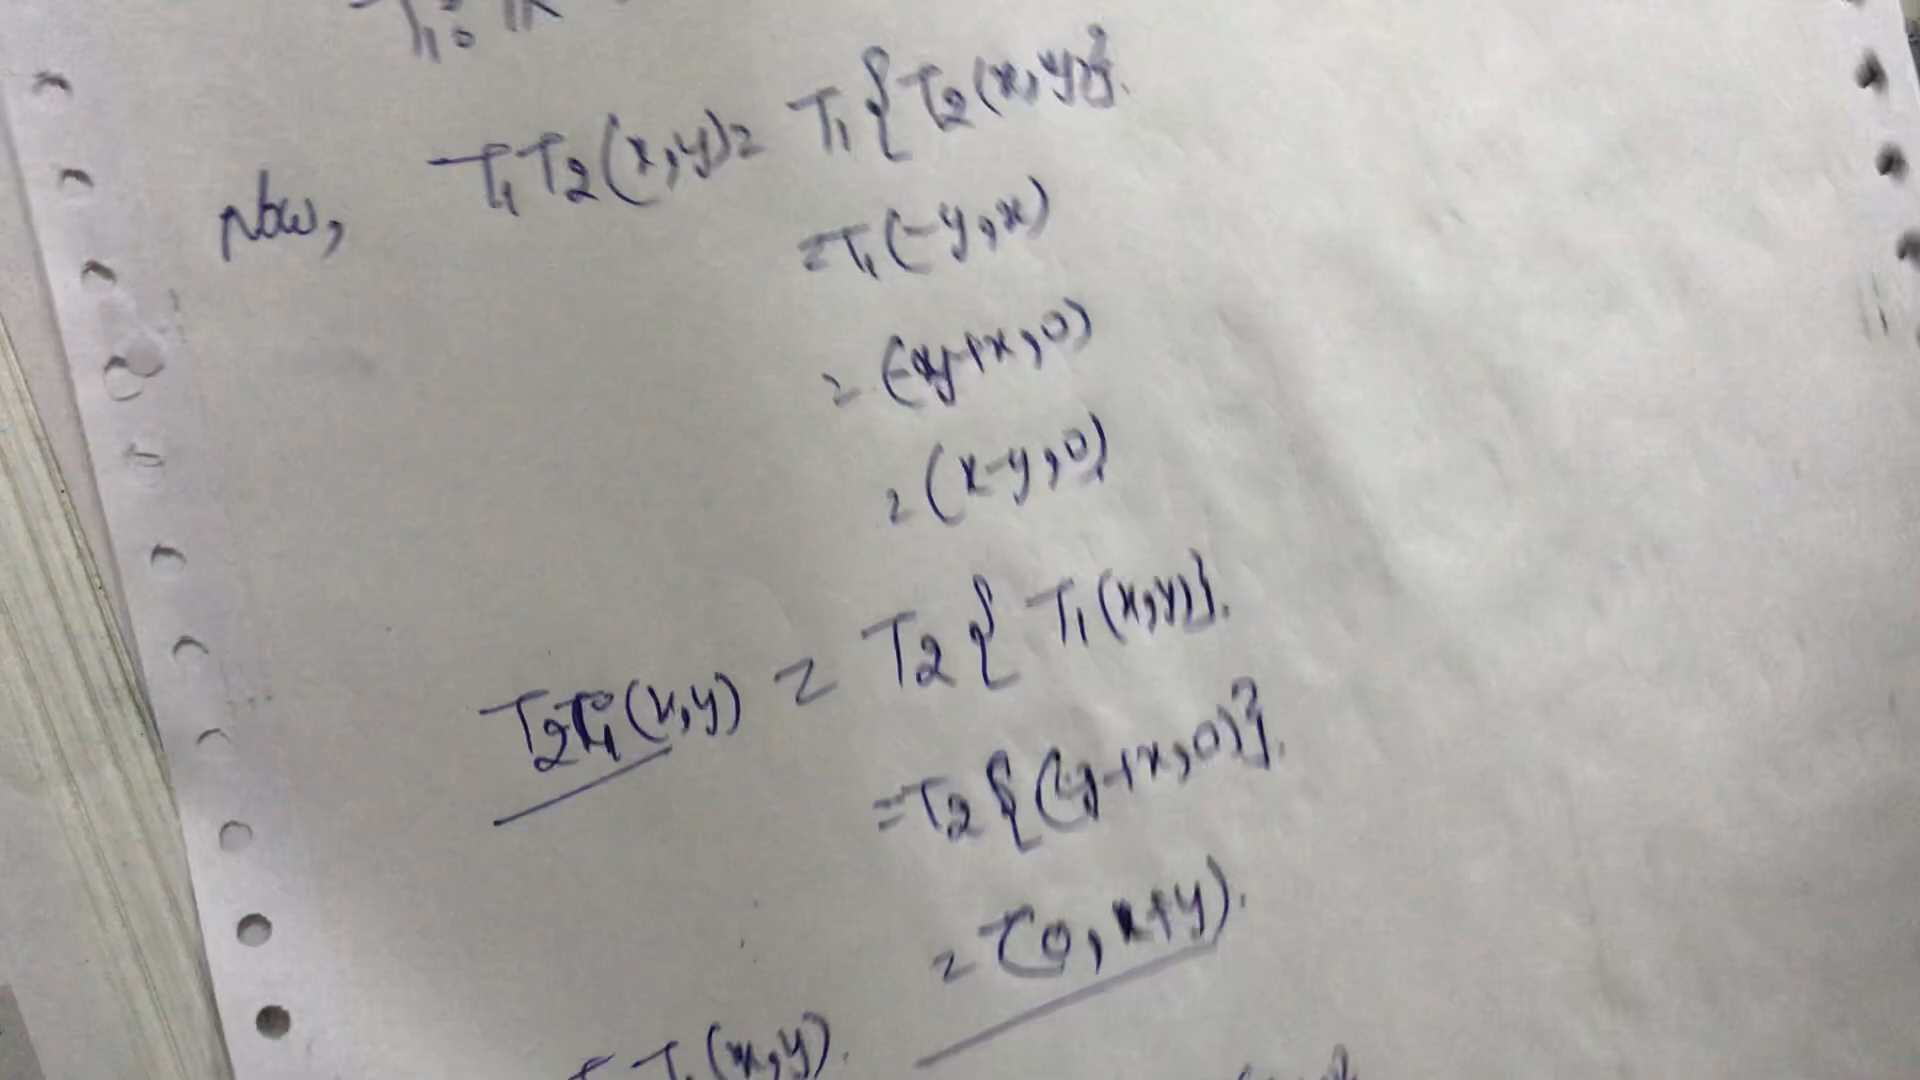 Now, T₁T₂(x,y) = T₁{T₂(x,y)}.
= T₁(-y,x)
= (-y+x,0)
= (x-y,0)
T₂T₁(x,y) = T₂{T₁(x,y)}.
= T₂{(y+x,0)}.
= (0, x+y).
T₁(x,y).